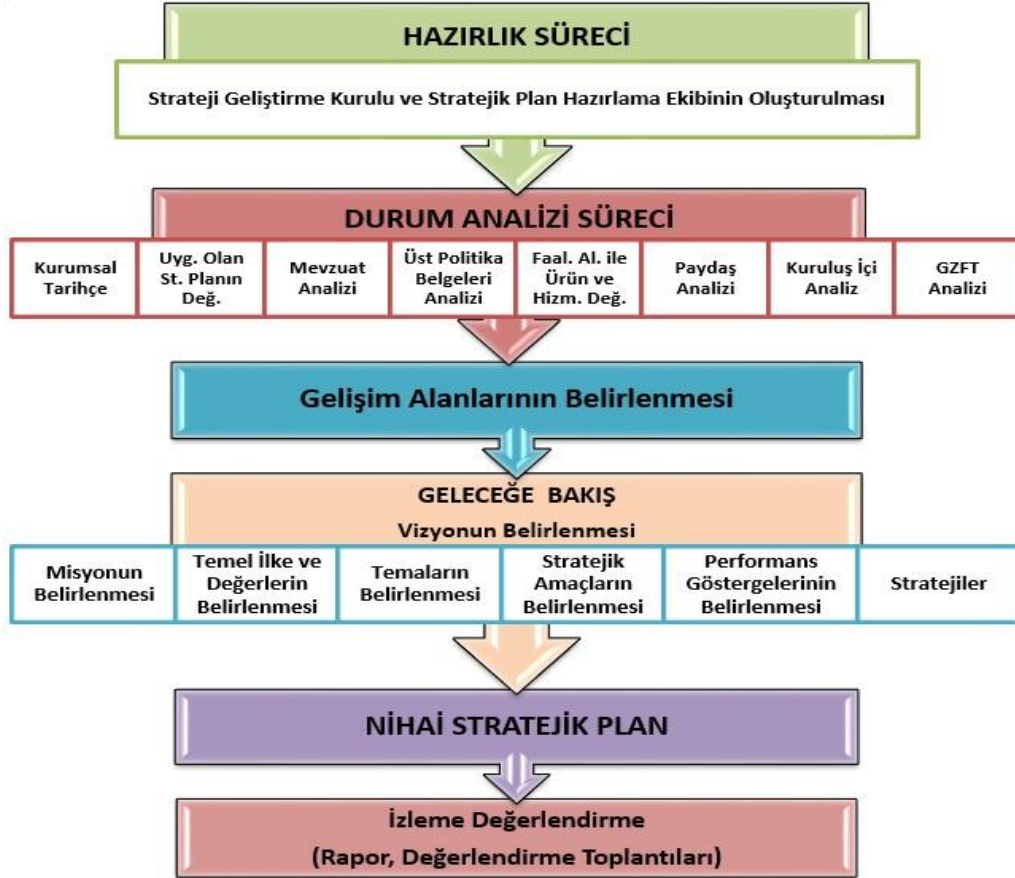 HAZIRLIK SÜRECİ
Strateji Geliştirme Kurulu ve Stratejik Plan Hazırlama Ekibinin Oluşturulması
DURUM ANALİZİ SÜRECİ
Kurumsal
Tarihçe
Uyg. Olan
St. Planın
Değ.
Mevzuat
Analizi
Üst Politika
Belgeleri
Analizi
Faal. Al. ile
Ürün ve
Hizm. Değ.
Paydaş
Analizi
Kuruluş İçi
Analiz
GZFT
Analizi
Gelişim Alanlarının Belirlenmesi
GELECEĞE BAKIŞ
Vizyonun Belirlenmesi
Misyonun
Belirlenmesi
Temel İlke ve
Değerlerin
Belirlenmesi
Temaların
Belirlenmesi
Stratejik
Amaçların
Belirlenmesi
Performans
Göstergelerinin
Belirlenmesi
Stratejiler
NİHAİ STRATEJİK PLAN
İzleme Değerlendirme
(Rapor, Değerlendirme Toplantıları)